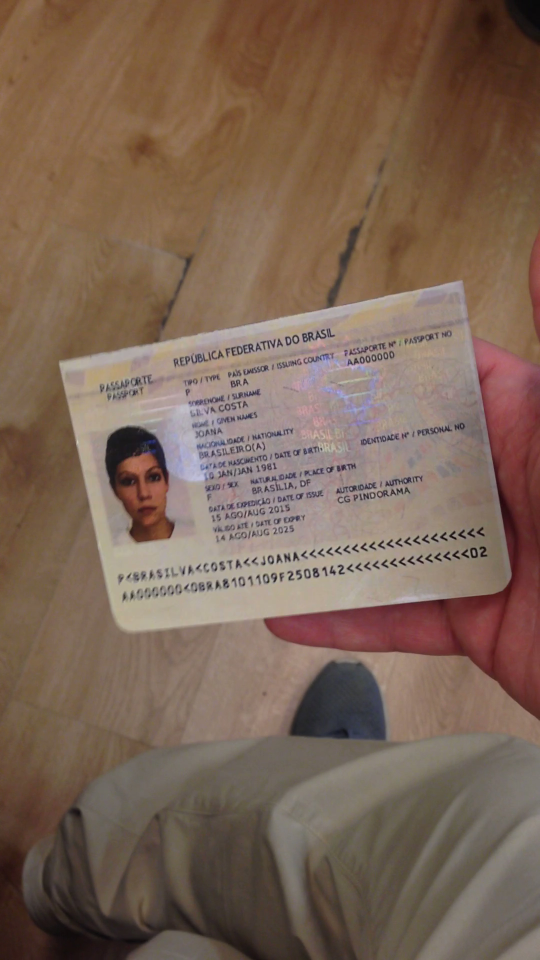 REPÚBLICA FEDERATIVA DO BRASIL
PASSAPORTE
PASSPORT
TIPO / TYPE PAÍS EMISSOR / ISSUING COUNTRY PASSAPORTE Nº / PASSPORT NO
P BRA AA000000
SOBRENOME / SURNAME
SILVA COSTA
NOME / GIVEN NAMES
JOANA
NACIONALIDADE / NATIONALITY
BRASILEIRO(A)
DATA DE NASCIMENTO / DATE OF BIRTH IDENTIDADE Nº / PERSONAL NO
10 JAN/JAN 1981
SEXO / SEX NATURALIDADE / PLACE OF BIRTH
F BRASÍLIA, DF
DATA DE EXPEDIÇÃO / DATE OF ISSUE AUTORIDADE / AUTHORITY
15 AGO/AUG 2015 CG PINDORAMA
VÁLIDO ATÉ / DATE OF EXPIRY
14 AGO/AUG 2025
P<BRASILVA<COSTA<<JOANA<<<<<<<<<<<<<<<<<<<<<
AA000000<0BRA8101109F2508142<<<<<<<<<<<<<<02